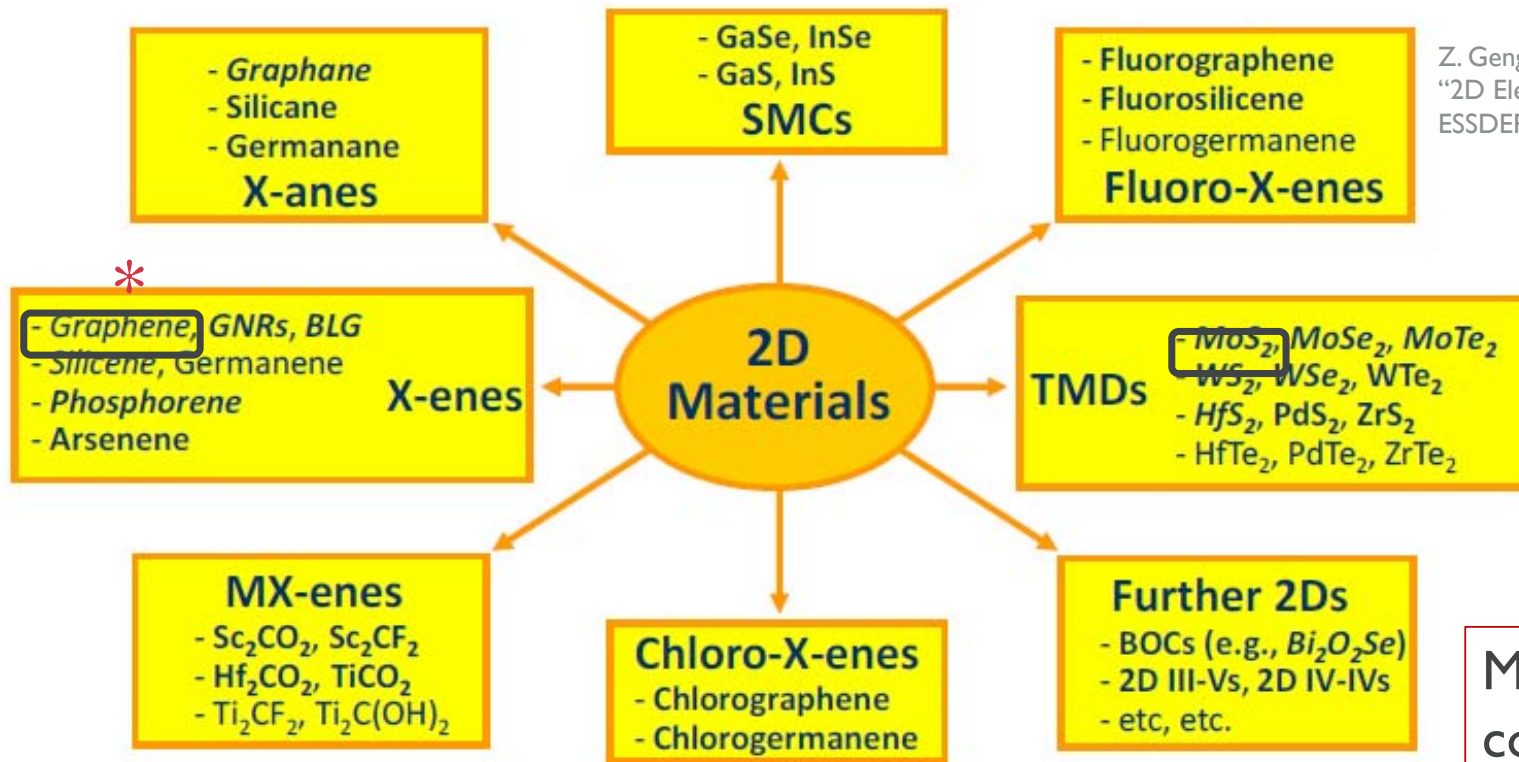 - Graphane
- Silicane
- Germanane
X-anes
- GaSe, InSe
- GaS, InS
SMCs
- Fluorographene
- Fluorosilicene
- Fluorogermanene
Fluoro-X-enes
Z. Geng
“2D Ele
ESSDER
*
- Graphene, GNRs, BLG
- Silicene, Germanene
- Phosphorene
- Arsenene
X-enes
2D
Materials
TMDs
- MoS₂, MoSe₂, MoTe₂
- WS₂, WSe₂, WTe₂
- HfS₂, PdS₂, ZrS₂
- HfTe₂, PdTe₂, ZrTe₂
MX-enes
- Sc₂CO₂, Sc₂CF₂
- Hf₂CO₂, TiCO₂
- Ti₂CF₂, Ti₂C(OH)₂
Chloro-X-enes
- Chlorographene
- Chlorogermanene
Further 2Ds
- BOCs (e.g., Bi₂O₂Se)
- 2D III-Vs, 2D IV-IVs
- etc, etc.
M
co